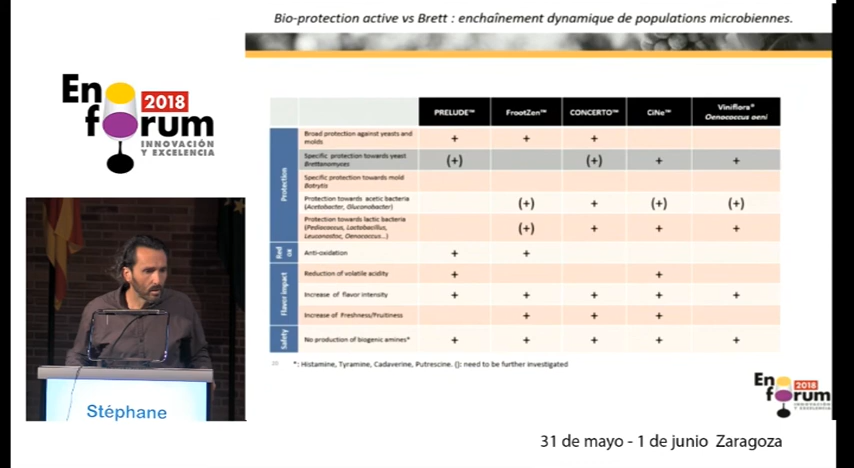 Bio-protection active vs Brett : enchaînement dynamique de populations microbiennes.
En
2018
forum
INNOVACIÓN
Y EXCELENCIA
PRELUDE™ FrootZen™ CONCERTO™ CiNe™ Viniflora®
Oenococcus oeni
Protection
Broad protection against yeasts and
molds + + +
Specific protection towards yeast
Brettanomyces (+) (+) + +
Specific protection towards mold
Botrytis
Protection towards acetic bacteria
(Acetobacter, Gluconobacter) (+) + (+) (+)
Protection towards lactic bacteria
(Pediococcus, Lactobacillus,
Leuconostoc, Oenococcus...) (+) + + +
Red
ox
Anti-oxidation + +
Flavor impact
Reduction of volatile acidity + +
Increase of flavor intensity + + + + +
Increase of Freshness/Fruitiness + + +
Safety
No production of biogenic amines* + + + + +
*: Histamine, Tyramine, Cadaverine, Putrescine. (): need to be further investigated
Stéphane
En
2018
forum
INNOVACIÓN
Y EXCELENCIA
31 de mayo - 1 de junio Zaragoza